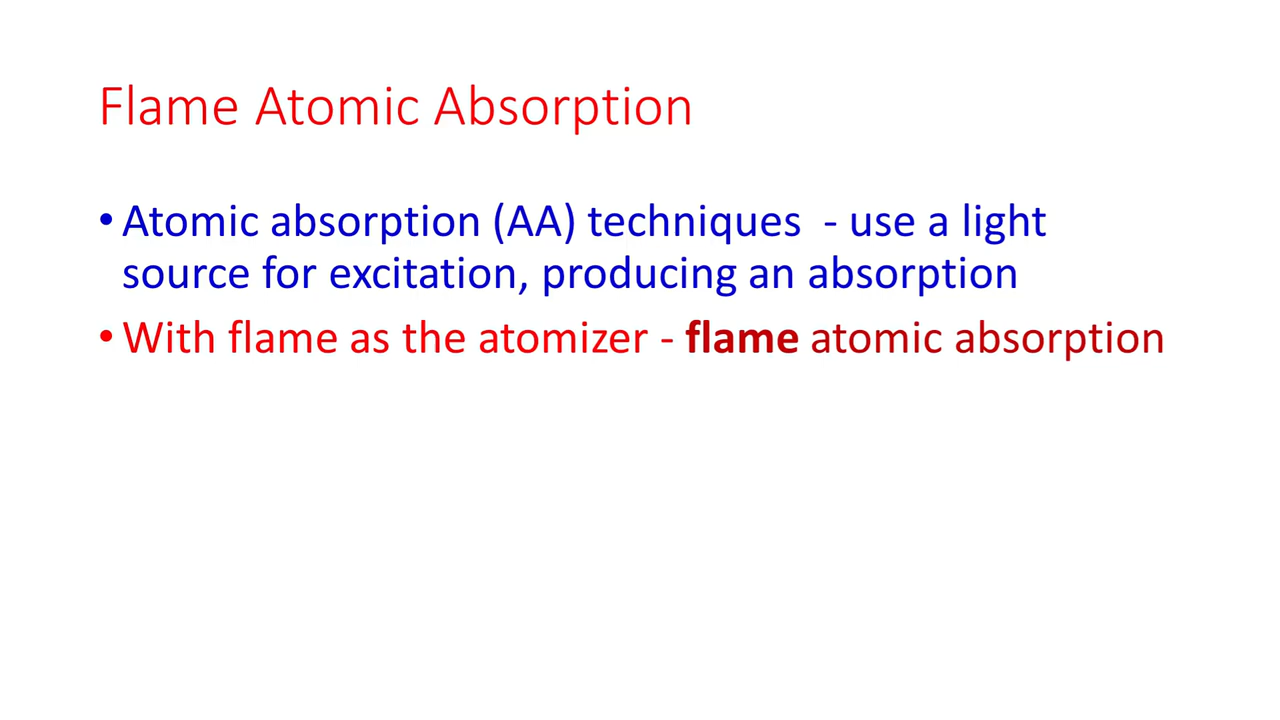 Flame Atomic Absorption
• Atomic absorption (AA) techniques  - use a light
source for excitation, producing an absorption
• With flame as the atomizer - flame atomic absorption